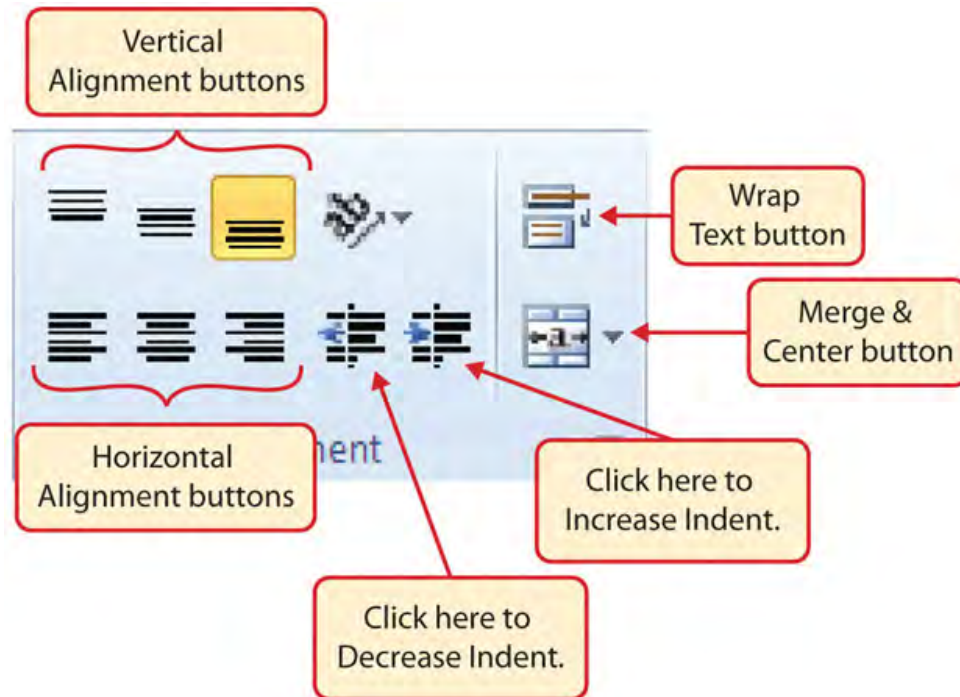 Vertical
Alignment buttons
Wrap
Text button
Merge &
Center button
Horizontal
Alignment buttons
Click here to
Increase Indent.
Click here to
Decrease Indent.